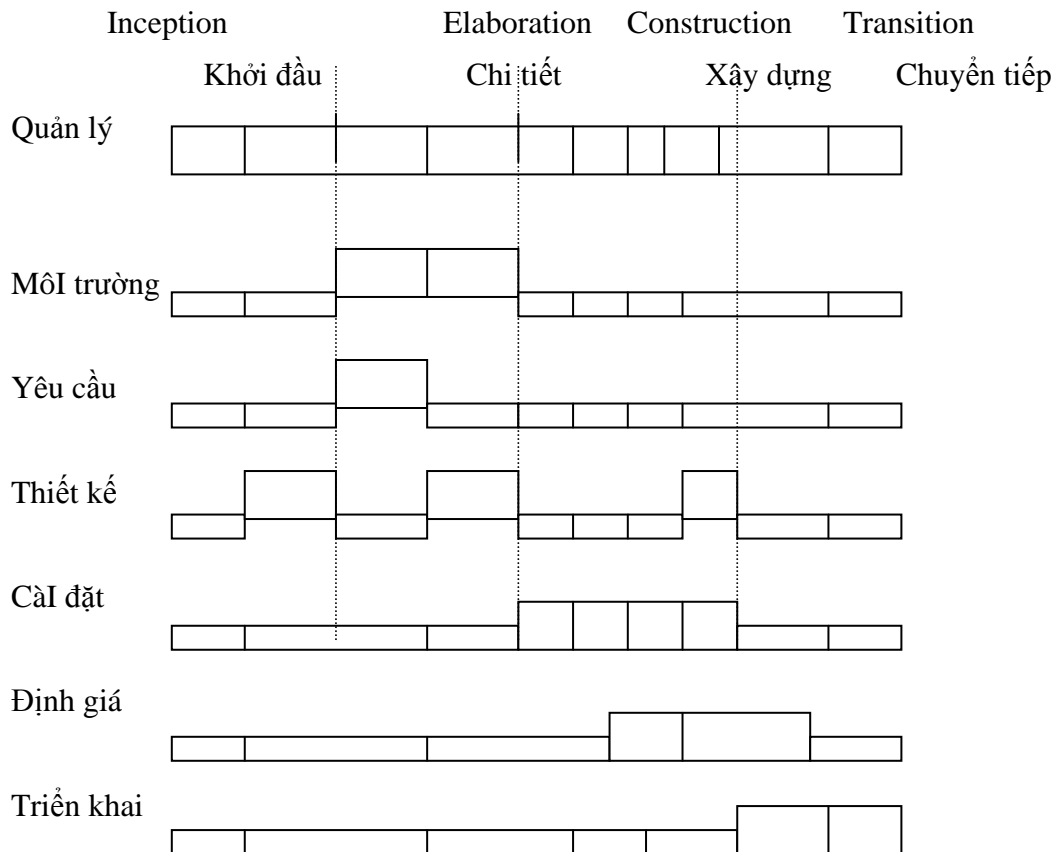 Inception Elaboration Construction Transition
Khởi đầu Chi tiết Xây dựng Chuyển tiếp
Quản lý
MôI trường
Yêu cầu
Thiết kế
CàI đặt
Định giá
Triển khai